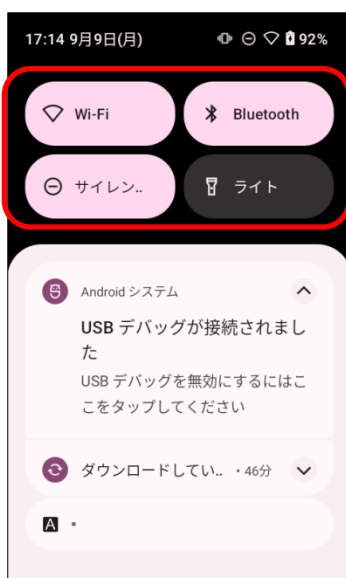 17:14 9月9日(月) 92%
Wi-Fi Bluetooth
サイレン.. ライト
Android システム
USB デバッグが接続されまし
た
USB デバッグを無効にするにはこ
こをタップしてください
ダウンロードしてい.. ・46分
A ・